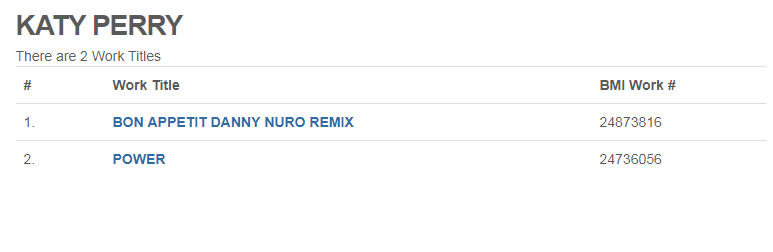 KATY PERRY
There are 2 Work Titles
# Work Title BMI Work #
1. BON APPETIT DANNY NURO REMIX 24873816
2. POWER 24736056